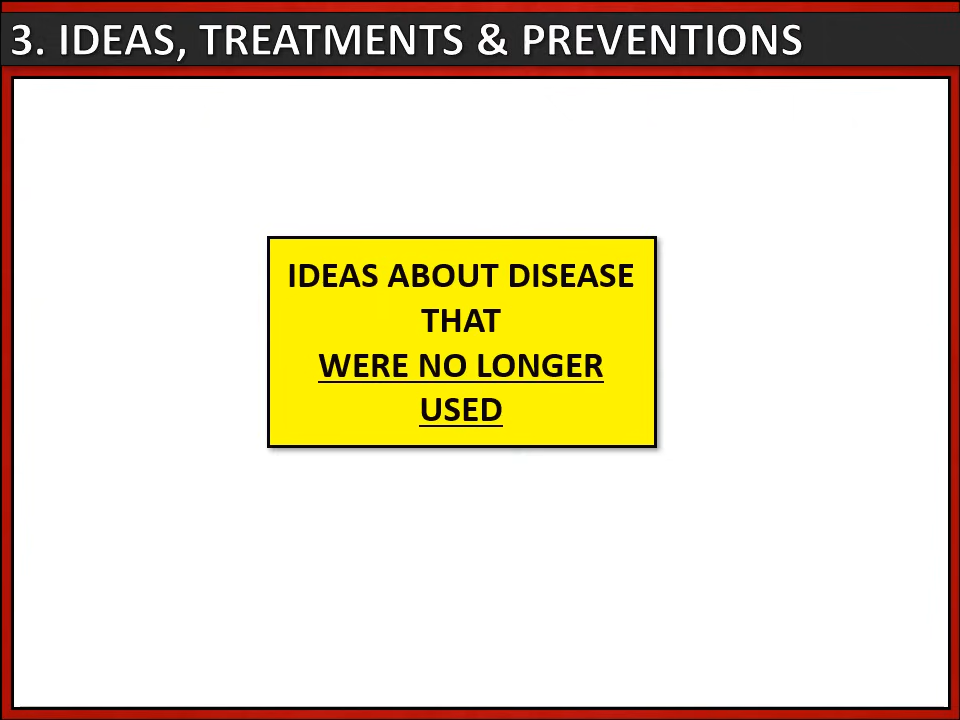 3. IDEAS, TREATMENTS & PREVENTIONS
IDEAS ABOUT DISEASE
THAT
WERE NO LONGER
USED